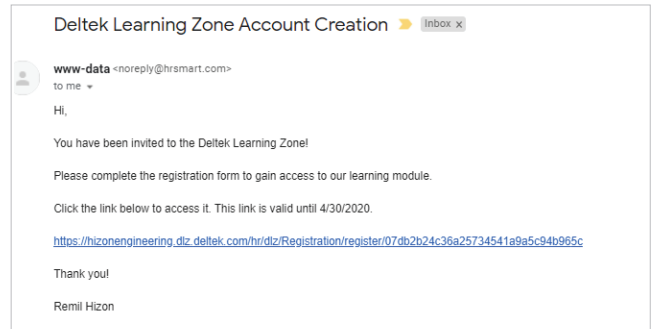 Deltek Learning Zone Account Creation Inbox x
www-data <noreply@hrsmart.com>
to me
Hi,
You have been invited to the Deltek Learning Zone!
Please complete the registration form to gain access to our learning module.
Click the link below to access it. This link is valid until 4/30/2020.
https://hizonengineering.dlz.deltek.com/hr/dlz/Registration/register/07db2b24c36a25734541a9a5c94b965c
Thank you!
Remil Hizon